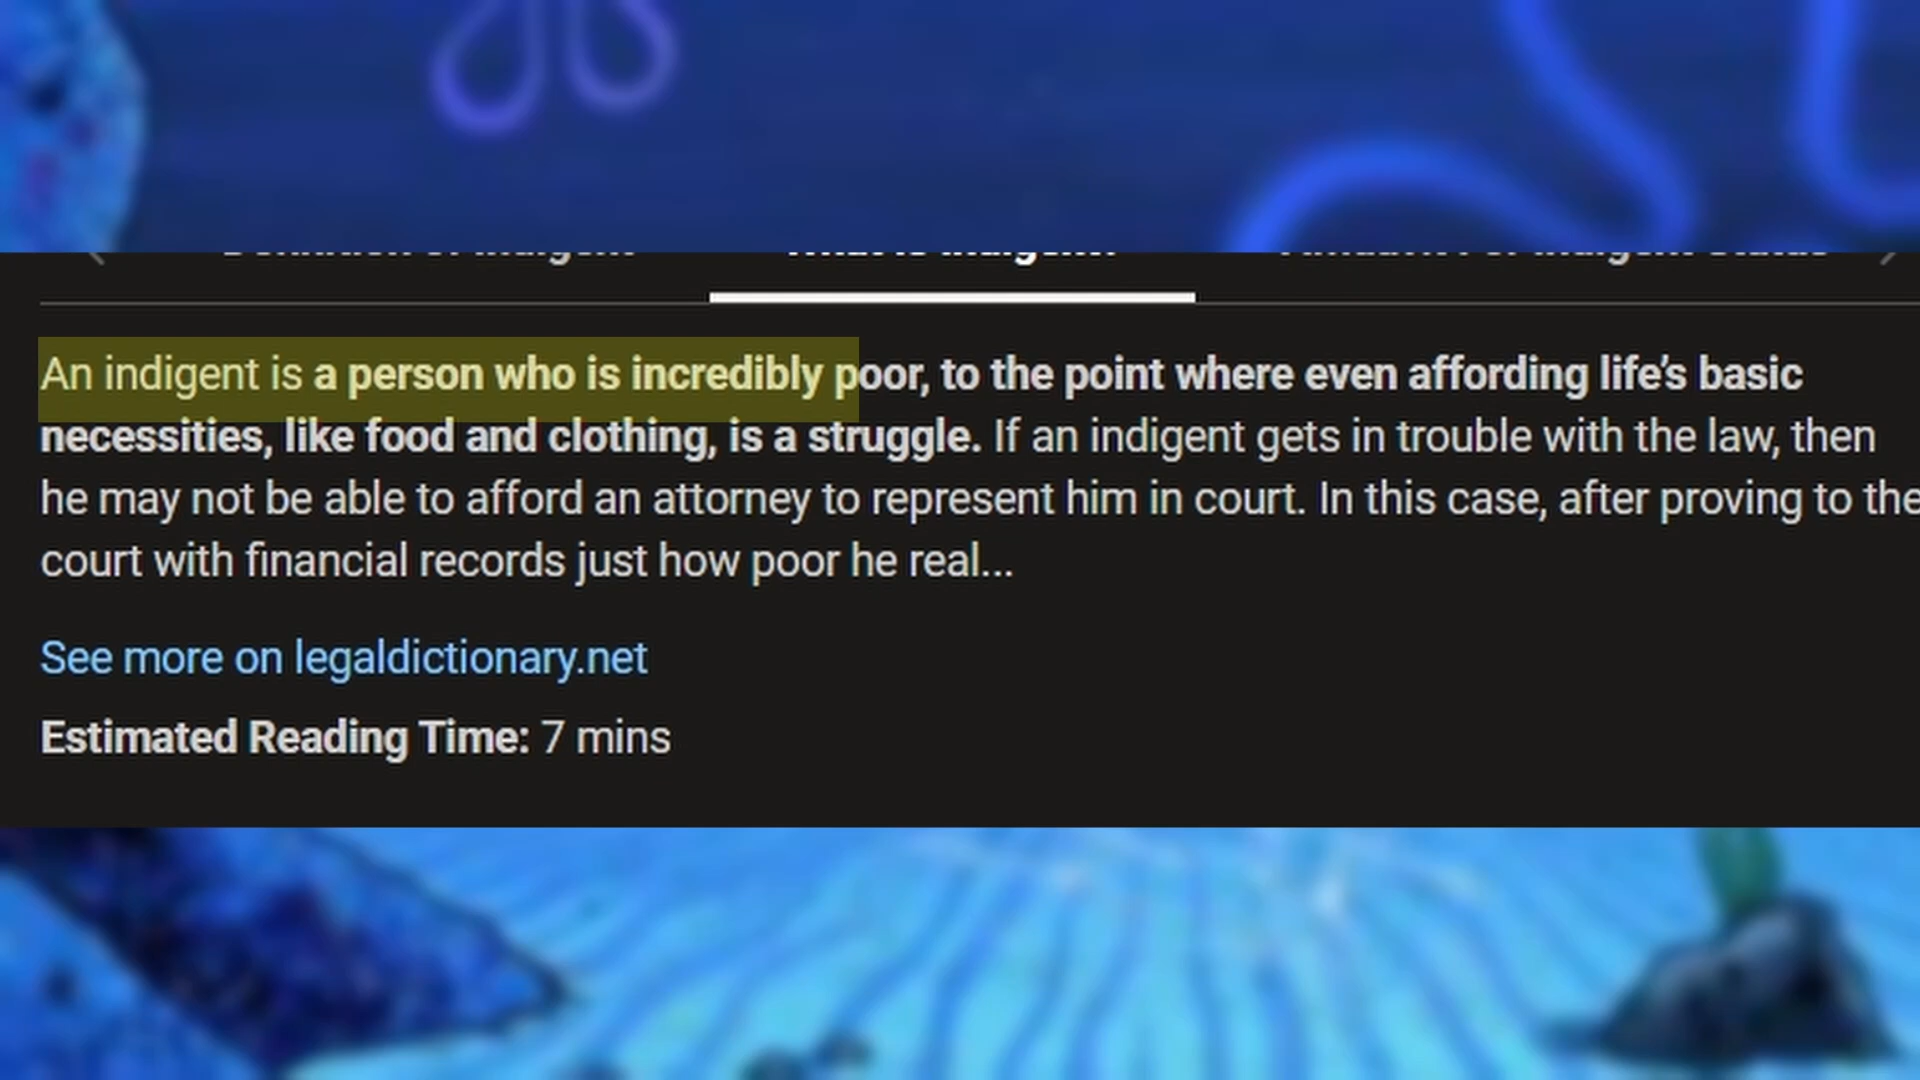 An indigent is a person who is incredibly poor, to the point where even affording life’s basic
necessities, like food and clothing, is a struggle. If an indigent gets in trouble with the law, then
he may not be able to afford an attorney to represent him in court. In this case, after proving to the
court with financial records just how poor he real...
See more on legaldictionary.net
Estimated Reading Time: 7 mins